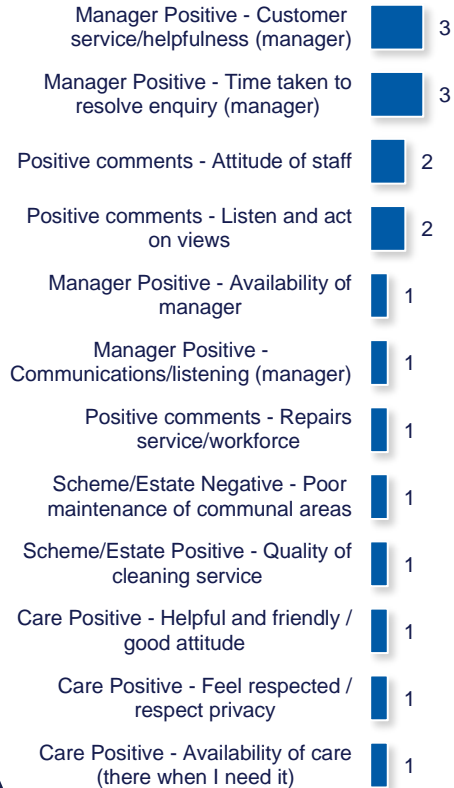 Manager Positive - Customer
service/helpfulness (manager)
3
Manager Positive - Time taken to
resolve enquiry (manager)
3
Positive comments - Attitude of staff
2
Positive comments - Listen and act
on views
2
Manager Positive - Availability of
manager
1
Manager Positive -
Communications/listening (manager)
1
Positive comments - Repairs
service/workforce
1
Scheme/Estate Negative - Poor
maintenance of communal areas
1
Scheme/Estate Positive - Quality of
cleaning service
1
Care Positive - Helpful and friendly /
good attitude
1
Care Positive - Feel respected /
respect privacy
1
Care Positive - Availability of care
(there when I need it)
1